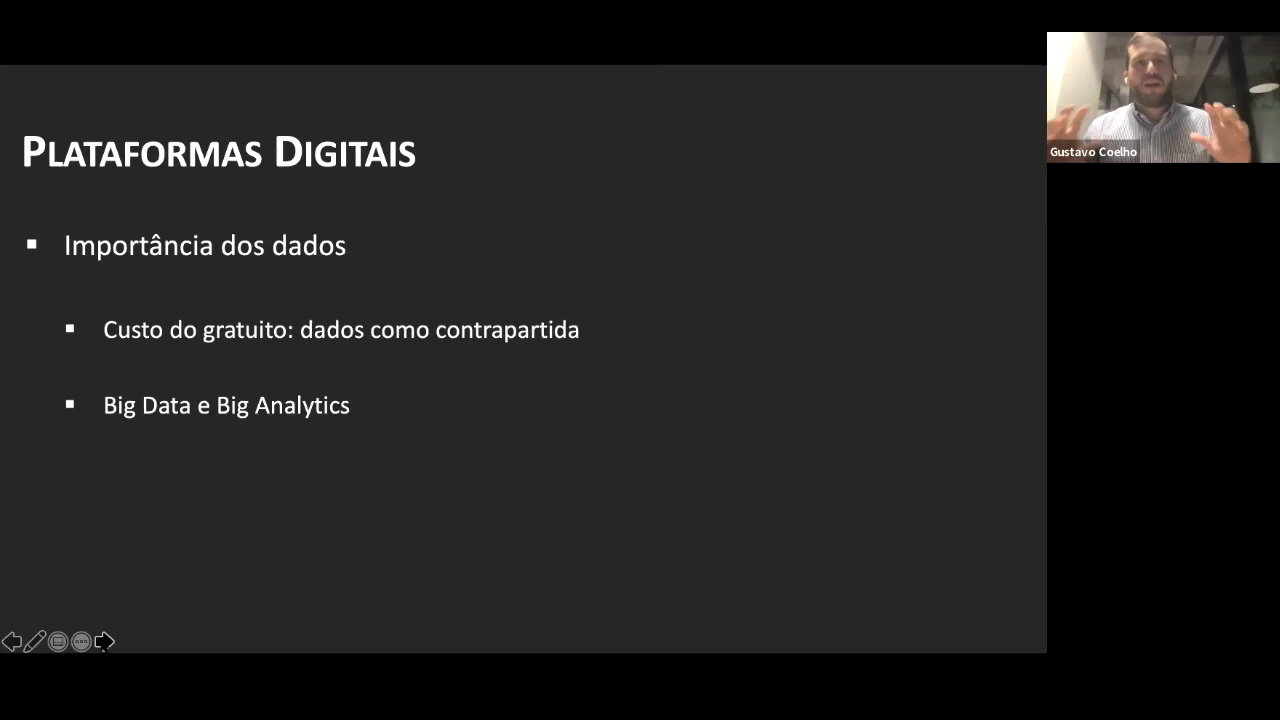 PLATAFORMAS DIGITAIS
Importância dos dados
Custo do gratuito: dados como contrapartida
Big Data e Big Analytics
Gustavo Coelho